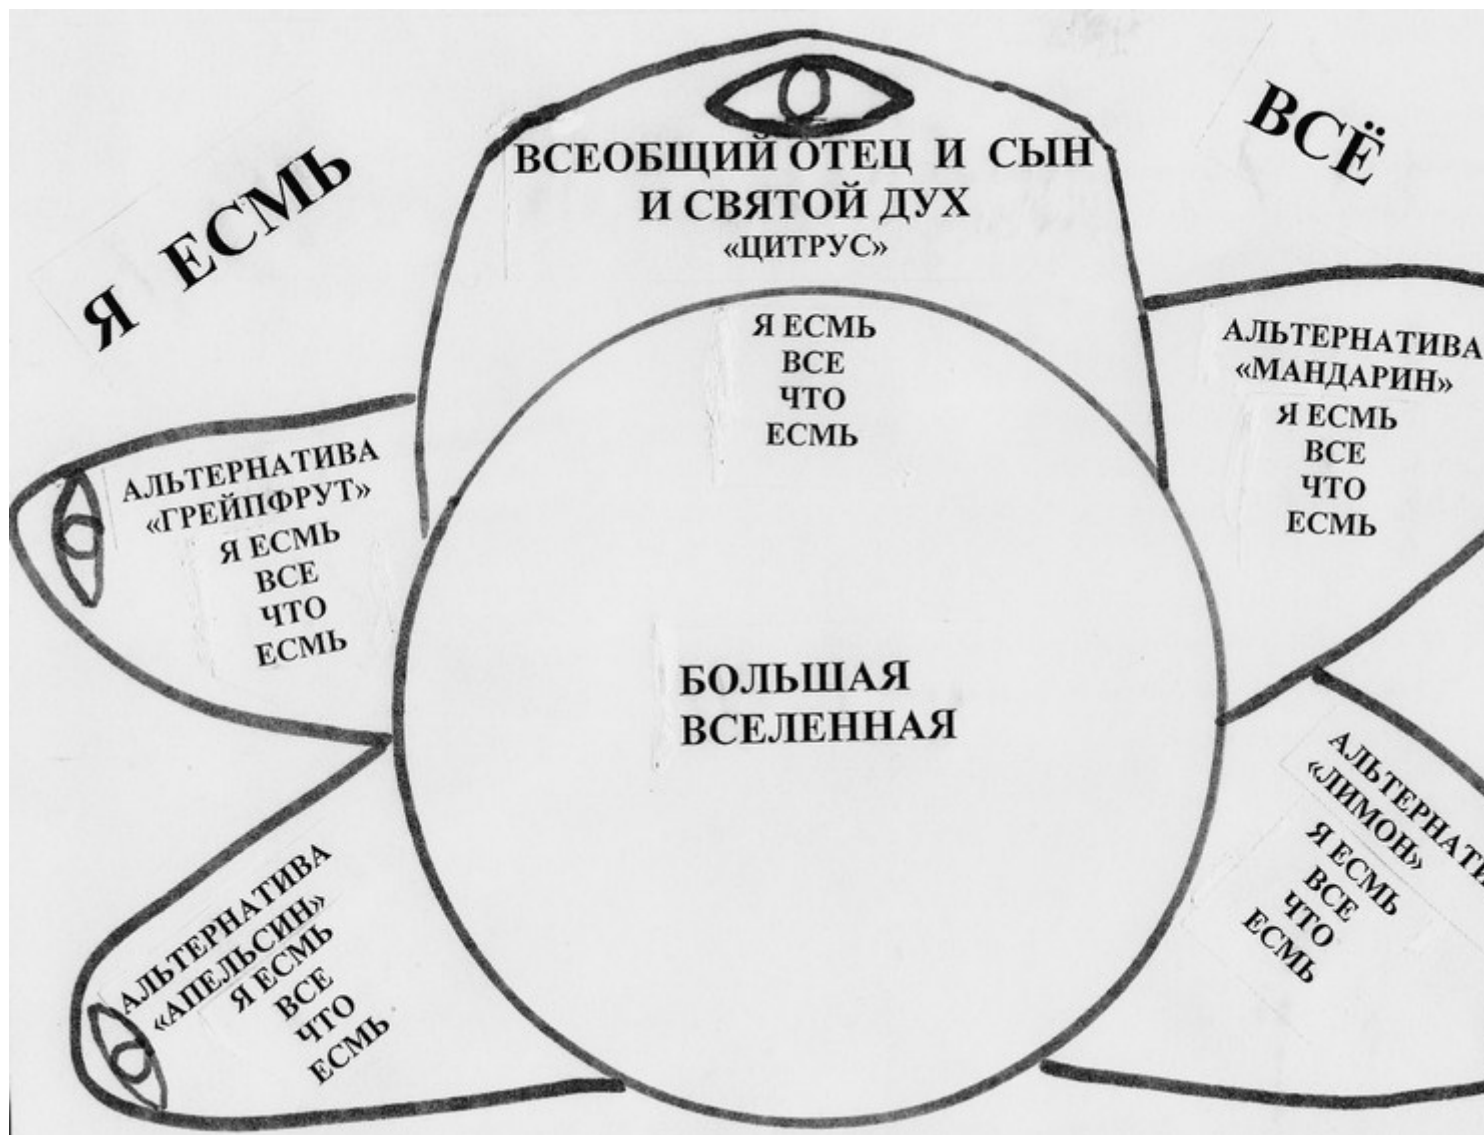 Я ЕСМЬ
ВСЁ
ВСЕОБЩИЙ ОТЕЦ И СЫН
И СВЯТОЙ ДУХ
«ЦИТРУС»
Я ЕСМЬ
ВСЕ
ЧТО
ЕСМЬ
АЛЬТЕРНАТИВА
«ГРЕЙПФРУТ»
Я ЕСМЬ
ВСЕ
ЧТО
ЕСМЬ
АЛЬТЕРНАТИВА
«МАНДАРИН»
Я ЕСМЬ
ВСЕ
ЧТО
ЕСМЬ
БОЛЬШАЯ
ВСЕЛЕННАЯ
АЛЬТЕРНАТИВА
«АПЕЛЬСИН»
Я ЕСМЬ
ВСЕ
ЧТО
ЕСМЬ
АЛЬТЕРНАТИ
«ЛИМОН»
Я ЕСМЬ
ВСЕ
ЧТО
ЕСМЬ